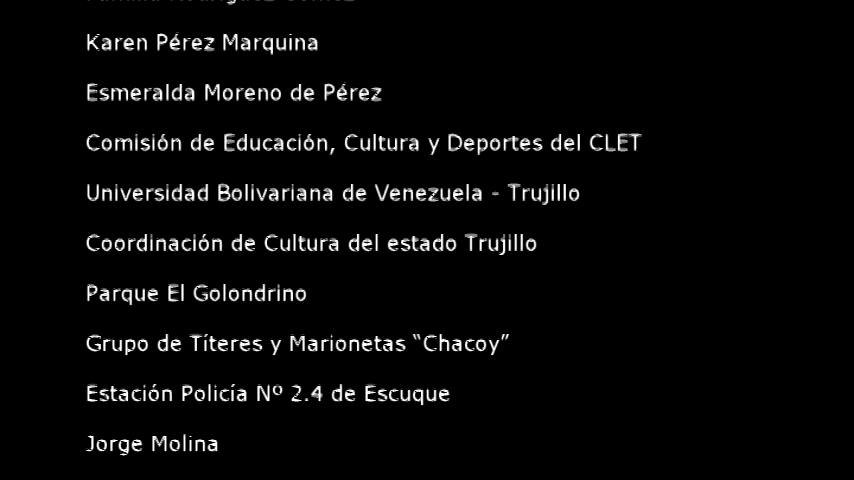 Karen Pérez Marquina
Esmeralda Moreno de Pérez
Comisión de Educación, Cultura y Deportes del CLET
Universidad Bolivariana de Venezuela - Trujillo
Coordinación de Cultura del estado Trujillo
Parque El Golondrino
Grupo de Títeres y Marionetas “Chacoy”
Estación Policía Nº 2.4 de Escuque
Jorge Molina